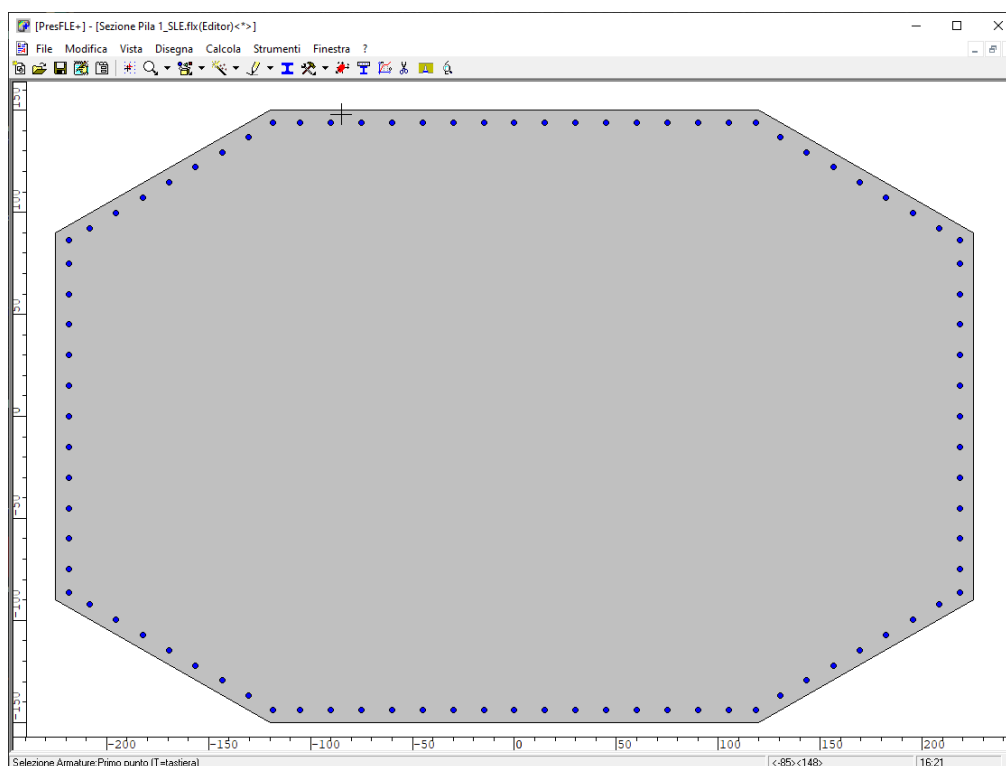 [PresFLE+] - [Sezione Pila 1_SLE.flx(Editor)<*>]
File Modifica Vista Disegna Calcola Strumenti Finestra ?
150
100
50
0
-50
-100
-150
-200 -150 -100 -50 0 50 100 150 200
Selezione Armature:Primo punto (T=tastiera) <-85><148> 16:21